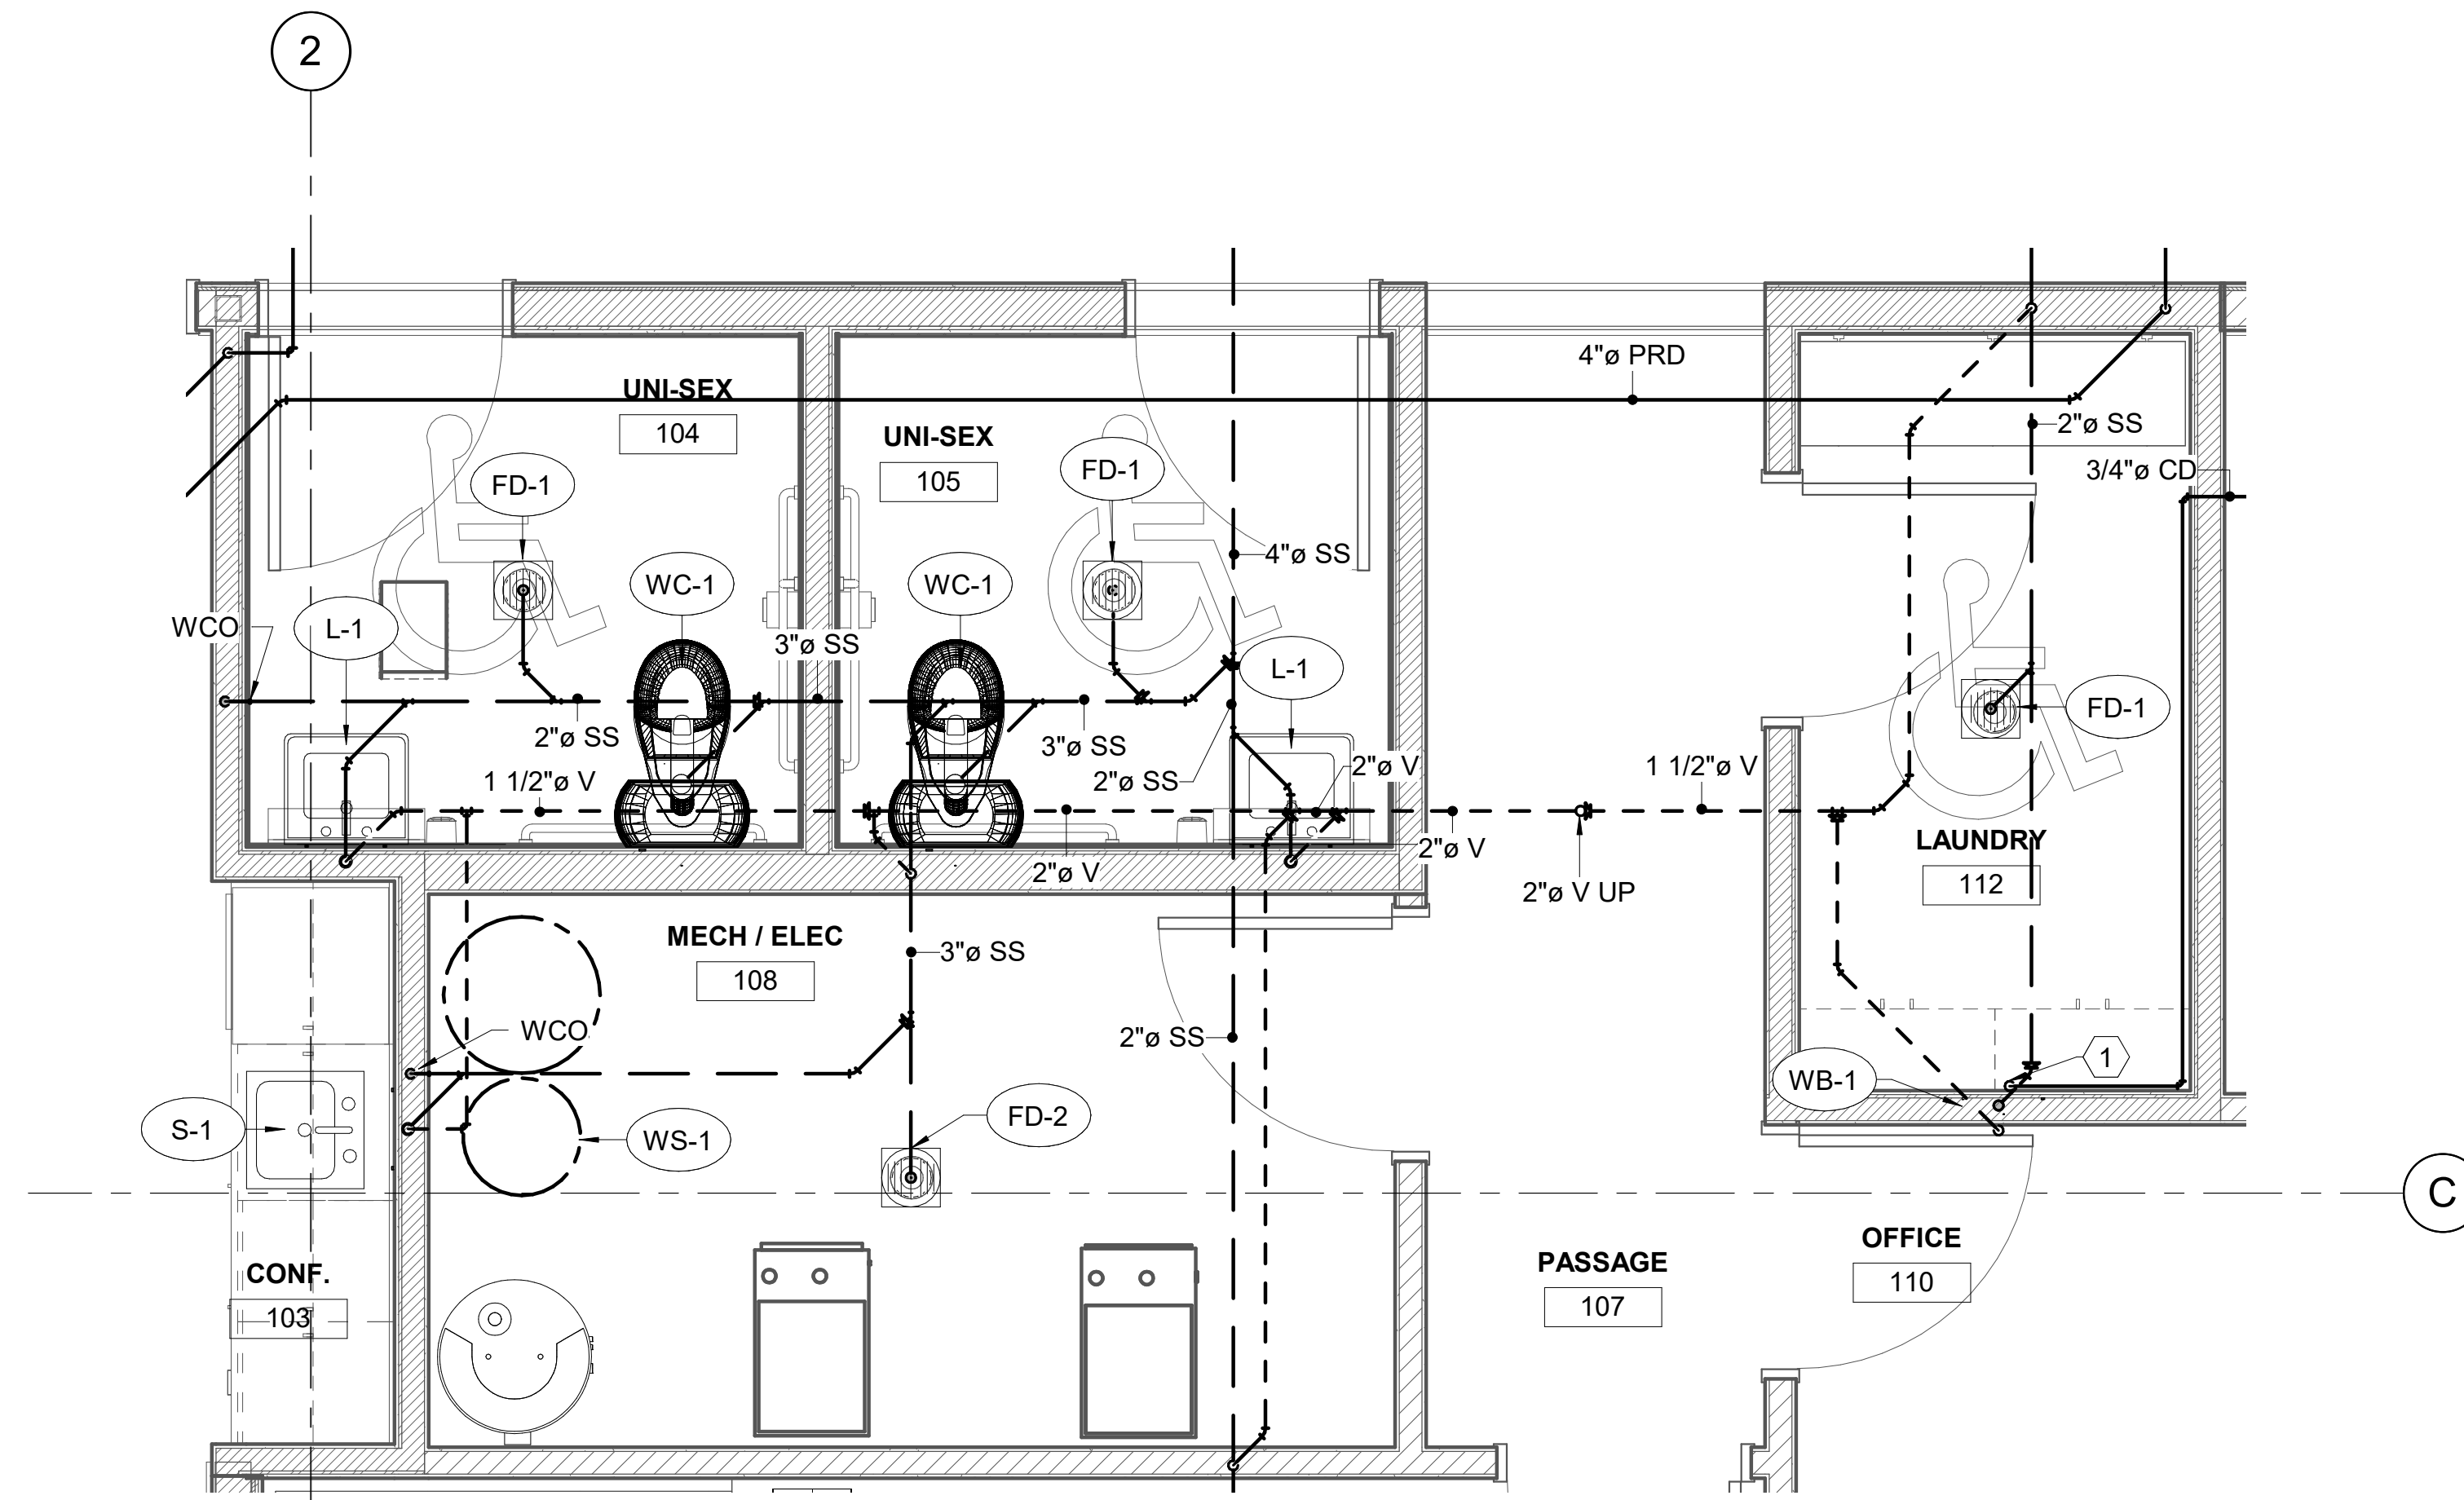 2
4"ø PRD
UNI-SEX
104
UNI-SEX
105
2"ø SS
3/4"ø CD
FD-1
FD-1
4"ø SS
WC-1
WC-1
WCO
L-1
3"ø SS
L-1
FD-1
2"ø SS
3"ø SS
1 1/2"ø V
2"ø SS
2"ø V
1 1/2"ø V
LAUNDRY
112
2"ø V
2"ø V
2"ø V UP
MECH / ELEC
108
3"ø SS
WCO
2"ø SS
1
WB-1
S-1
WS-1
FD-2
C
CONF.
103
PASSAGE
107
OFFICE
110